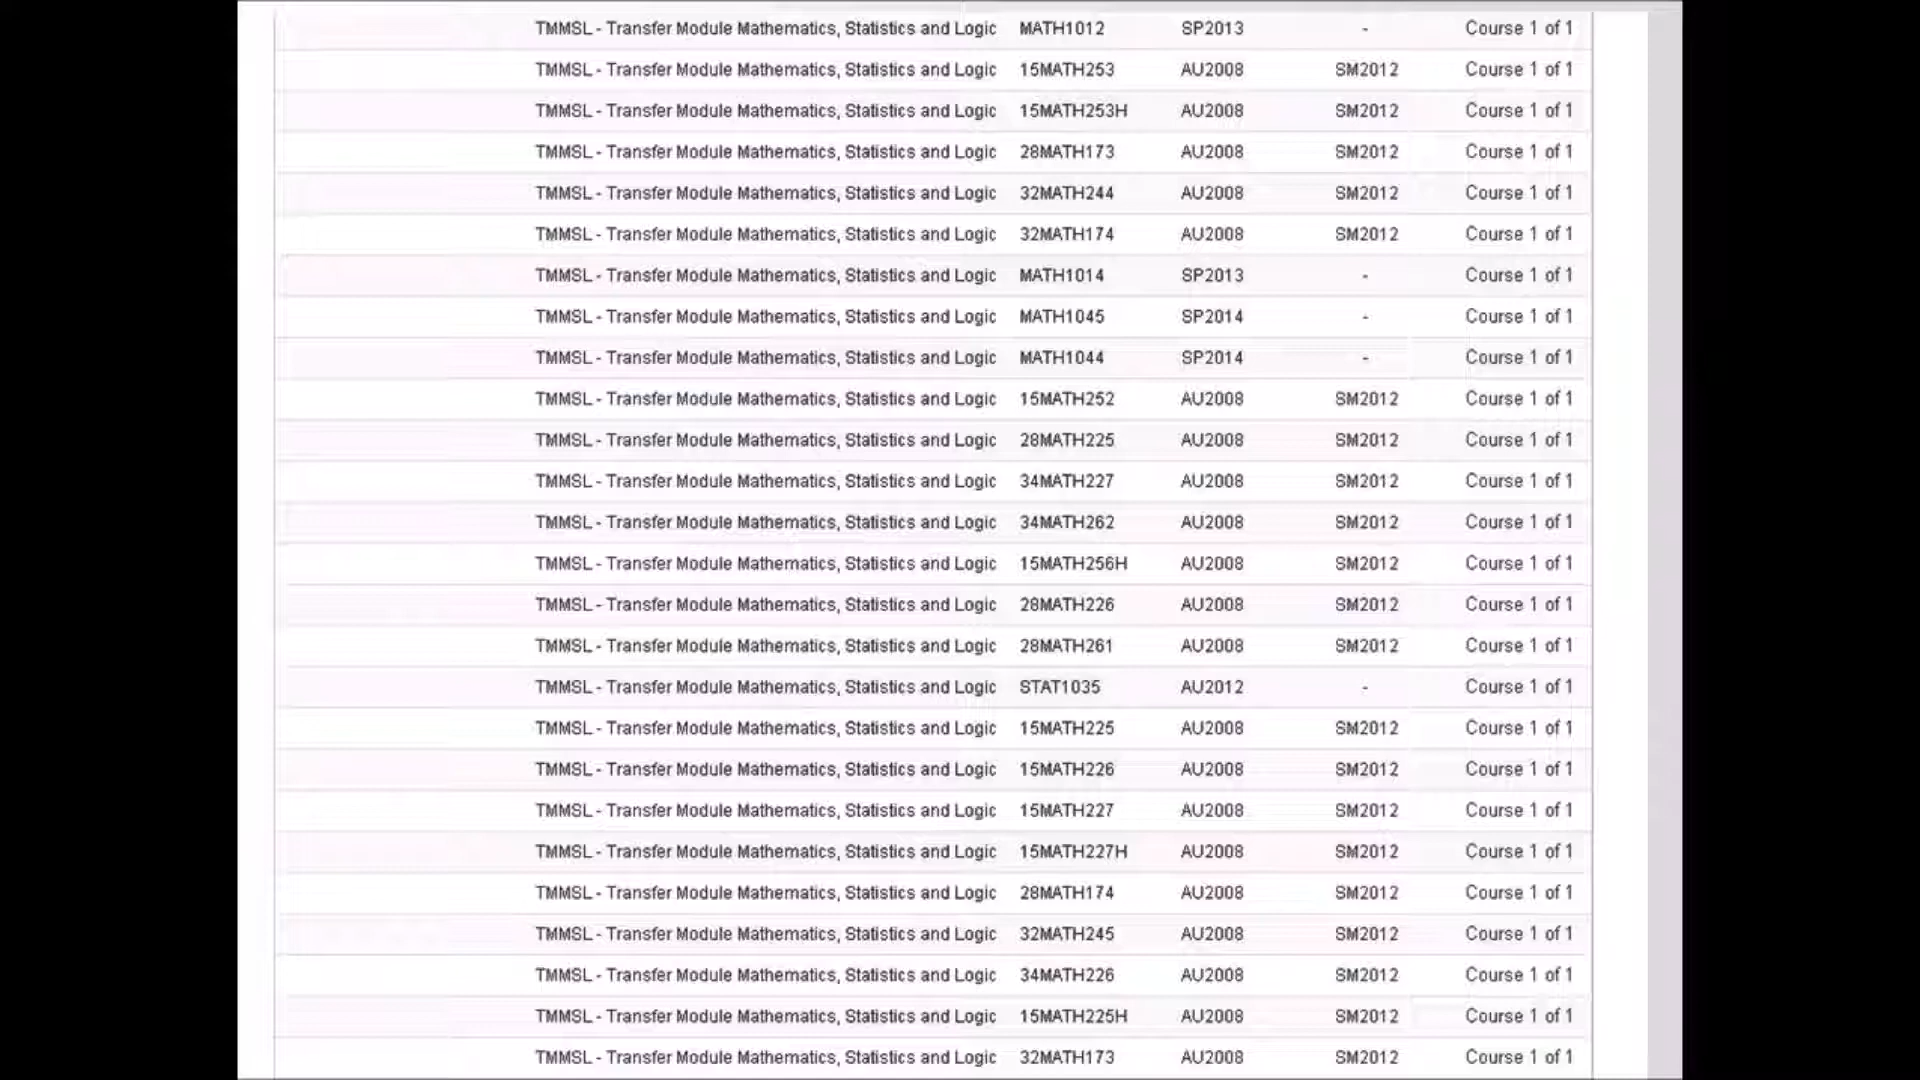 TMMSL - Transfer Module Mathematics, Statistics and Logic MATH1012 SP2013 - Course 1 of 1
TMMSL - Transfer Module Mathematics, Statistics and Logic 15MATH253 AU2008 SM2012 Course 1 of 1
TMMSL - Transfer Module Mathematics, Statistics and Logic 15MATH253H AU2008 SM2012 Course 1 of 1
TMMSL - Transfer Module Mathematics, Statistics and Logic 28MATH173 AU2008 SM2012 Course 1 of 1
TMMSL - Transfer Module Mathematics, Statistics and Logic 32MATH244 AU2008 SM2012 Course 1 of 1
TMMSL - Transfer Module Mathematics, Statistics and Logic 32MATH174 AU2008 SM2012 Course 1 of 1
TMMSL - Transfer Module Mathematics, Statistics and Logic MATH1014 SP2013 - Course 1 of 1
TMMSL - Transfer Module Mathematics, Statistics and Logic MATH1045 SP2014 - Course 1 of 1
TMMSL - Transfer Module Mathematics, Statistics and Logic MATH1044 SP2014 - Course 1 of 1
TMMSL - Transfer Module Mathematics, Statistics and Logic 15MATH252 AU2008 SM2012 Course 1 of 1
TMMSL - Transfer Module Mathematics, Statistics and Logic 28MATH225 AU2008 SM2012 Course 1 of 1
TMMSL - Transfer Module Mathematics, Statistics and Logic 34MATH227 AU2008 SM2012 Course 1 of 1
TMMSL - Transfer Module Mathematics, Statistics and Logic 34MATH262 AU2008 SM2012 Course 1 of 1
TMMSL - Transfer Module Mathematics, Statistics and Logic 15MATH256H AU2008 SM2012 Course 1 of 1
TMMSL - Transfer Module Mathematics, Statistics and Logic 28MATH226 AU2008 SM2012 Course 1 of 1
TMMSL - Transfer Module Mathematics, Statistics and Logic 28MATH261 AU2008 SM2012 Course 1 of 1
TMMSL - Transfer Module Mathematics, Statistics and Logic STAT1035 AU2012 - Course 1 of 1
TMMSL - Transfer Module Mathematics, Statistics and Logic 15MATH225 AU2008 SM2012 Course 1 of 1
TMMSL - Transfer Module Mathematics, Statistics and Logic 15MATH226 AU2008 SM2012 Course 1 of 1
TMMSL - Transfer Module Mathematics, Statistics and Logic 15MATH227 AU2008 SM2012 Course 1 of 1
TMMSL - Transfer Module Mathematics, Statistics and Logic 15MATH227H AU2008 SM2012 Course 1 of 1
TMMSL - Transfer Module Mathematics, Statistics and Logic 28MATH174 AU2008 SM2012 Course 1 of 1
TMMSL - Transfer Module Mathematics, Statistics and Logic 32MATH245 AU2008 SM2012 Course 1 of 1
TMMSL - Transfer Module Mathematics, Statistics and Logic 34MATH226 AU2008 SM2012 Course 1 of 1
TMMSL - Transfer Module Mathematics, Statistics and Logic 15MATH225H AU2008 SM2012 Course 1 of 1
TMMSL - Transfer Module Mathematics, Statistics and Logic 32MATH173 AU2008 SM2012 Course 1 of 1